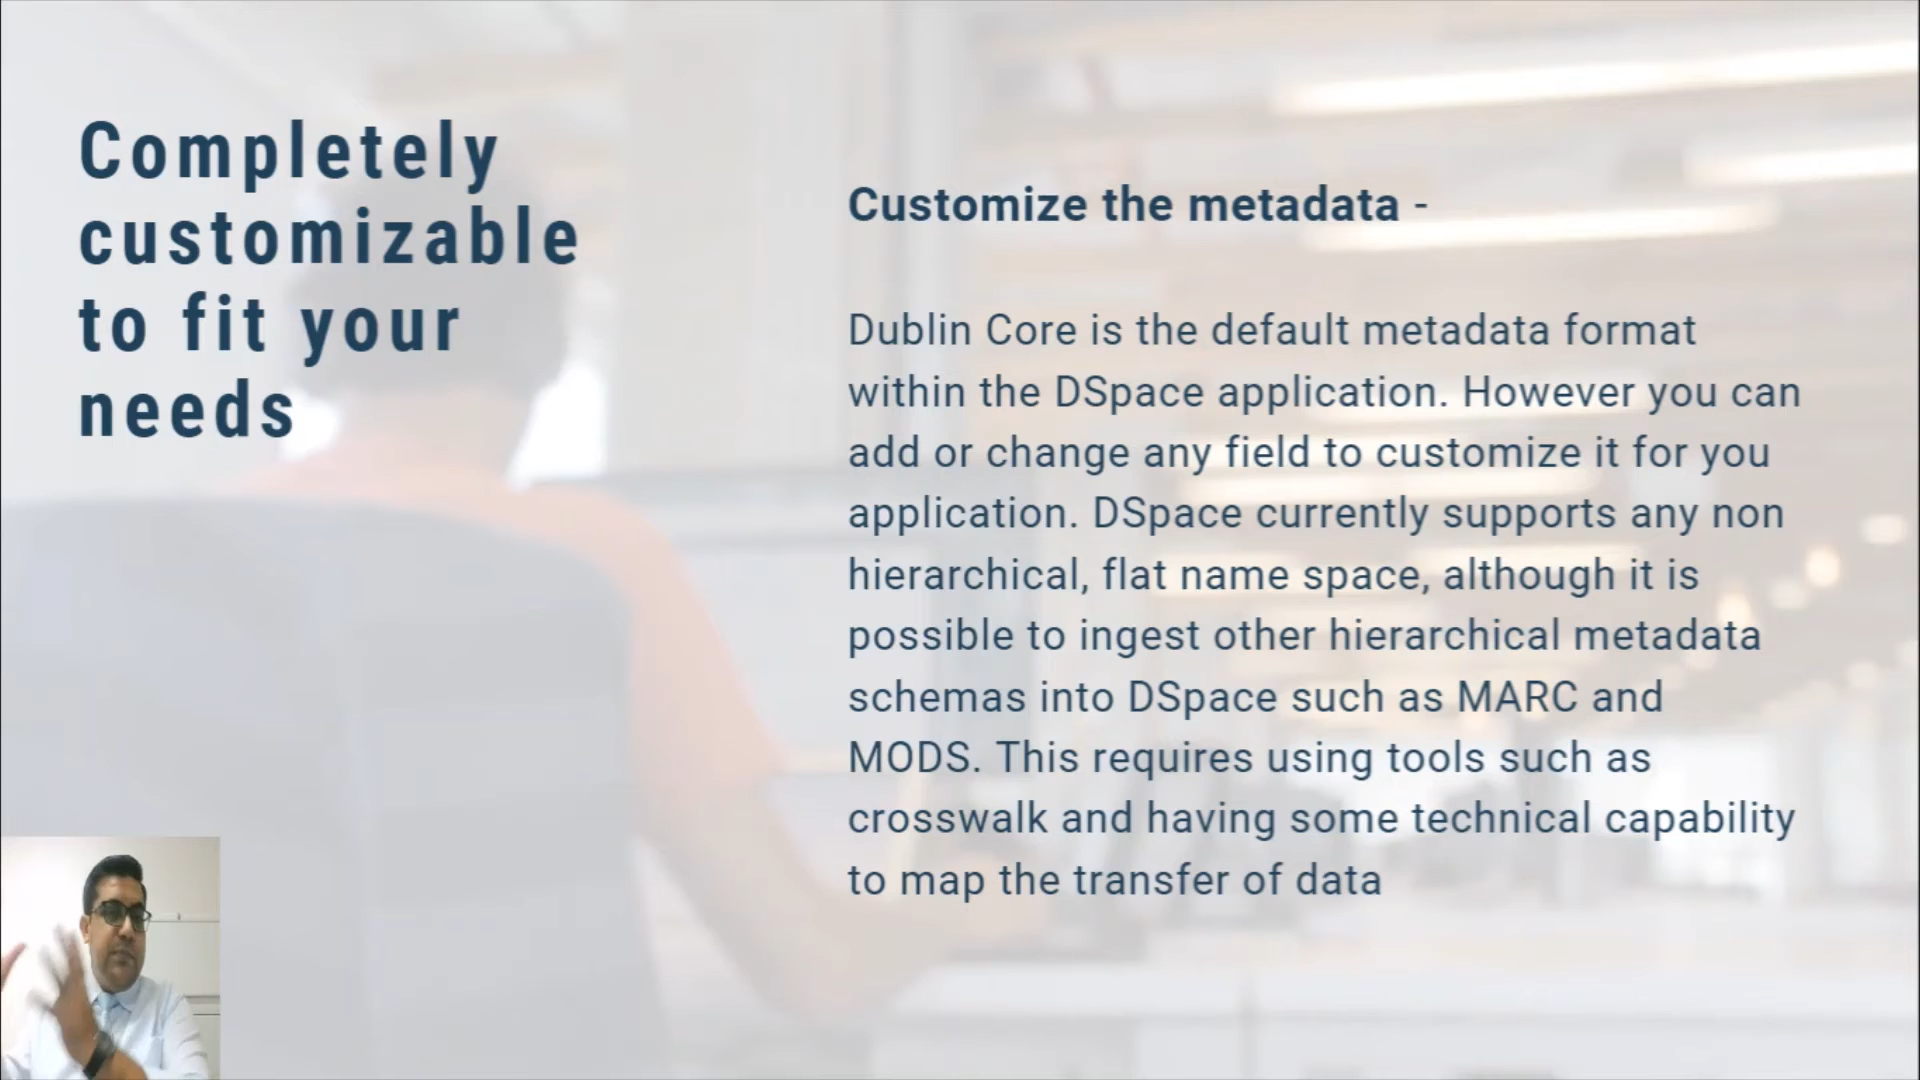 Completely
customizable
to fit your
needs
Customize the metadata -
Dublin Core is the default metadata format
within the DSpace application. However you can
add or change any field to customize it for you
application. DSpace currently supports any non
hierarchical, flat name space, although it is
possible to ingest other hierarchical metadata
schemas into DSpace such as MARC and
MODS. This requires using tools such as
crosswalk and having some technical capability
to map the transfer of data